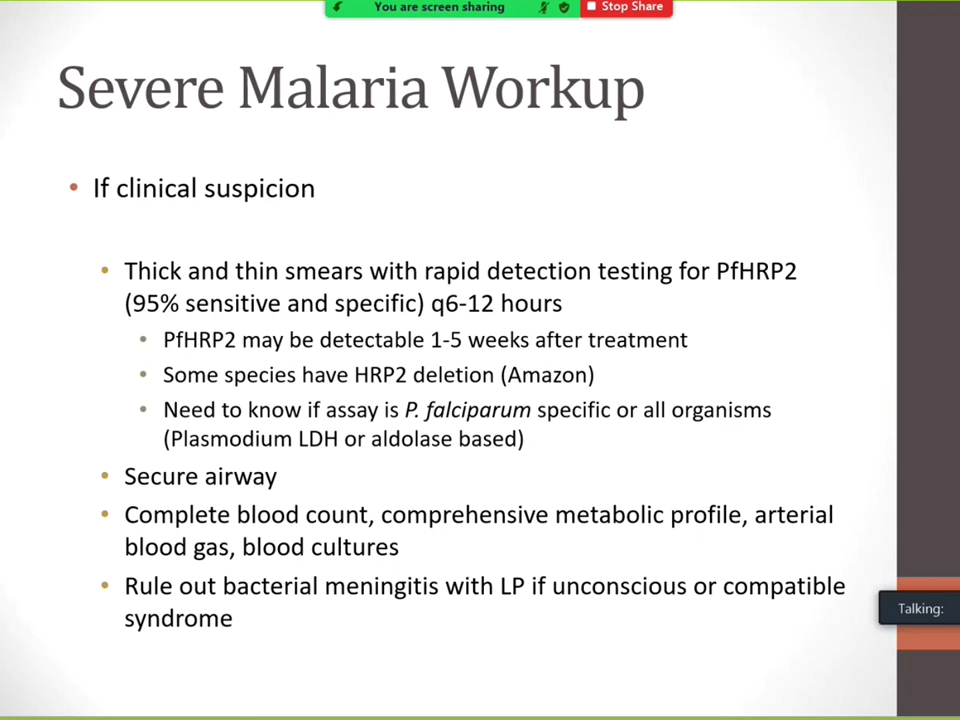 You are screen sharing
Stop Share
Severe Malaria Workup
• If clinical suspicion
• Thick and thin smears with rapid detection testing for PfHRP2
(95% sensitive and specific) q6-12 hours
• PfHRP2 may be detectable 1-5 weeks after treatment
• Some species have HRP2 deletion (Amazon)
• Need to know if assay is P. falciparum specific or all organisms
(Plasmodium LDH or aldolase based)
• Secure airway
• Complete blood count, comprehensive metabolic profile, arterial
blood gas, blood cultures
• Rule out bacterial meningitis with LP if unconscious or compatible
syndrome
Talking: